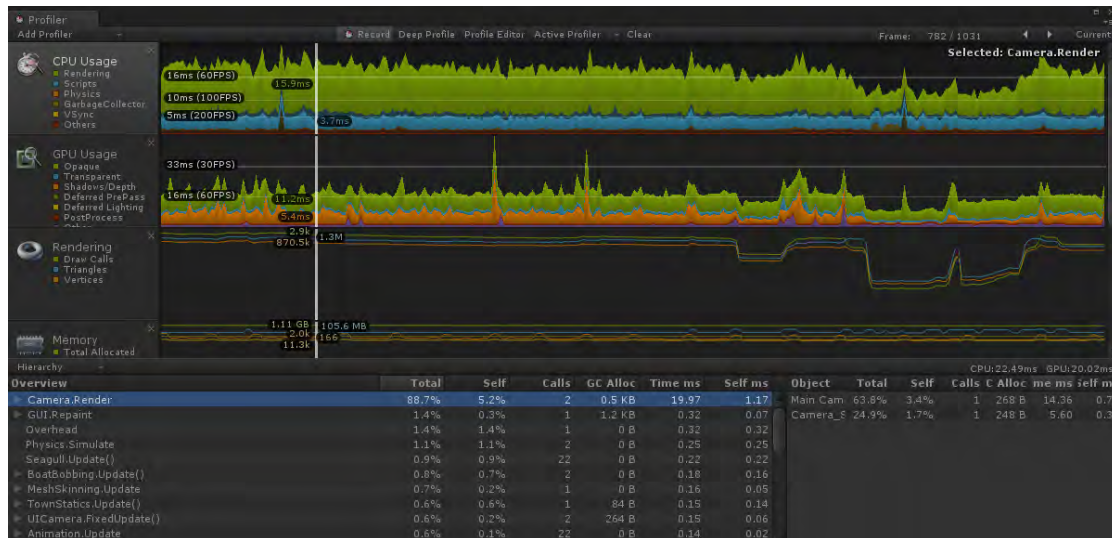 Profiler
Add Profiler Record Deep Profile Profile Editor Active Profiler Clear Frame: 782 / 1031 Current
CPU Usage
Rendering
Scripts
Physics
GarbageCollector
VSync
Others
Selected: Camera.Render
16ms (60FPS)
15.9ms
10ms (100FPS)
5ms (200FPS)
3.7ms
GPU Usage
Opaque
Transparent
Shadows/Depth
Deferred PrePass
Deferred Lighting
PostProcess
Other
33ms (30FPS)
16ms (60FPS)
11.2ms
5.4ms
Rendering
Draw Calls
Triangles
Vertices
2.9k
870.5k 1.3M
Memory
Total Allocated
1.11 GB 105.6 MB
2.0k 166
11.3k
Hierarchy CPU:22.49ms GPU:20.02ms
Overview Total Self Calls GC Alloc Time ms Self ms Object Total Self Calls C Alloc me ms
Camera.Render 88.7% 5.2% 2 0.5 KB 19.97 1.17 Main Cam 63.8% 3.4% 1 268 B 14.36 0.7
GUI.Repaint 1.4% 0.3% 1 1.2 KB 0.32 0.07 Camera_S 24.9% 1.7% 1 248 B 5.60 0.3
Overhead 1.4% 1.4% 1 0 B 0.32 0.32
Physics.Simulate 1.1% 1.1% 2 0 B 0.25 0.25
Seagull.Update() 0.9% 0.9% 22 0 B 0.22 0.22
BoatBobbing.Update() 0.8% 0.7% 2 0 B 0.18 0.16
MeshSkinning.Update 0.7% 0.2% 1 0 B 0.16 0.05
TownStatics.Update() 0.6% 0.6% 1 84 B 0.15 0.14
UICamera.FixedUpdate() 0.6% 0.2% 2 264 B 0.15 0.06
Animation.Update 0.6% 0.1% 22 0 B 0.14 0.02